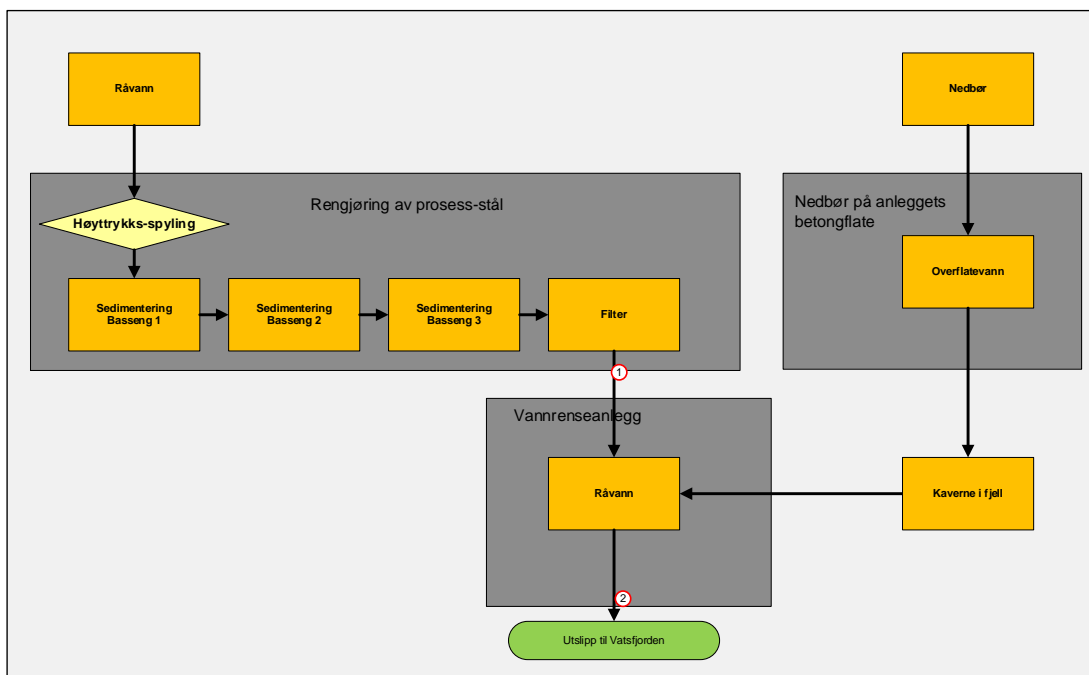 Råvann
Nedbør
Rengjøring av prosess-stål
Nedbør på anleggets
betongflate
Høyttrykks-spyling
Overflatevann
Sedimentering
Basseng 1
Sedimentering
Basseng 2
Sedimentering
Basseng 3
Filter
1
Vannrenseanlegg
Råvann
Kaverne i fjell
2
Utslipp til Vatsfjorden